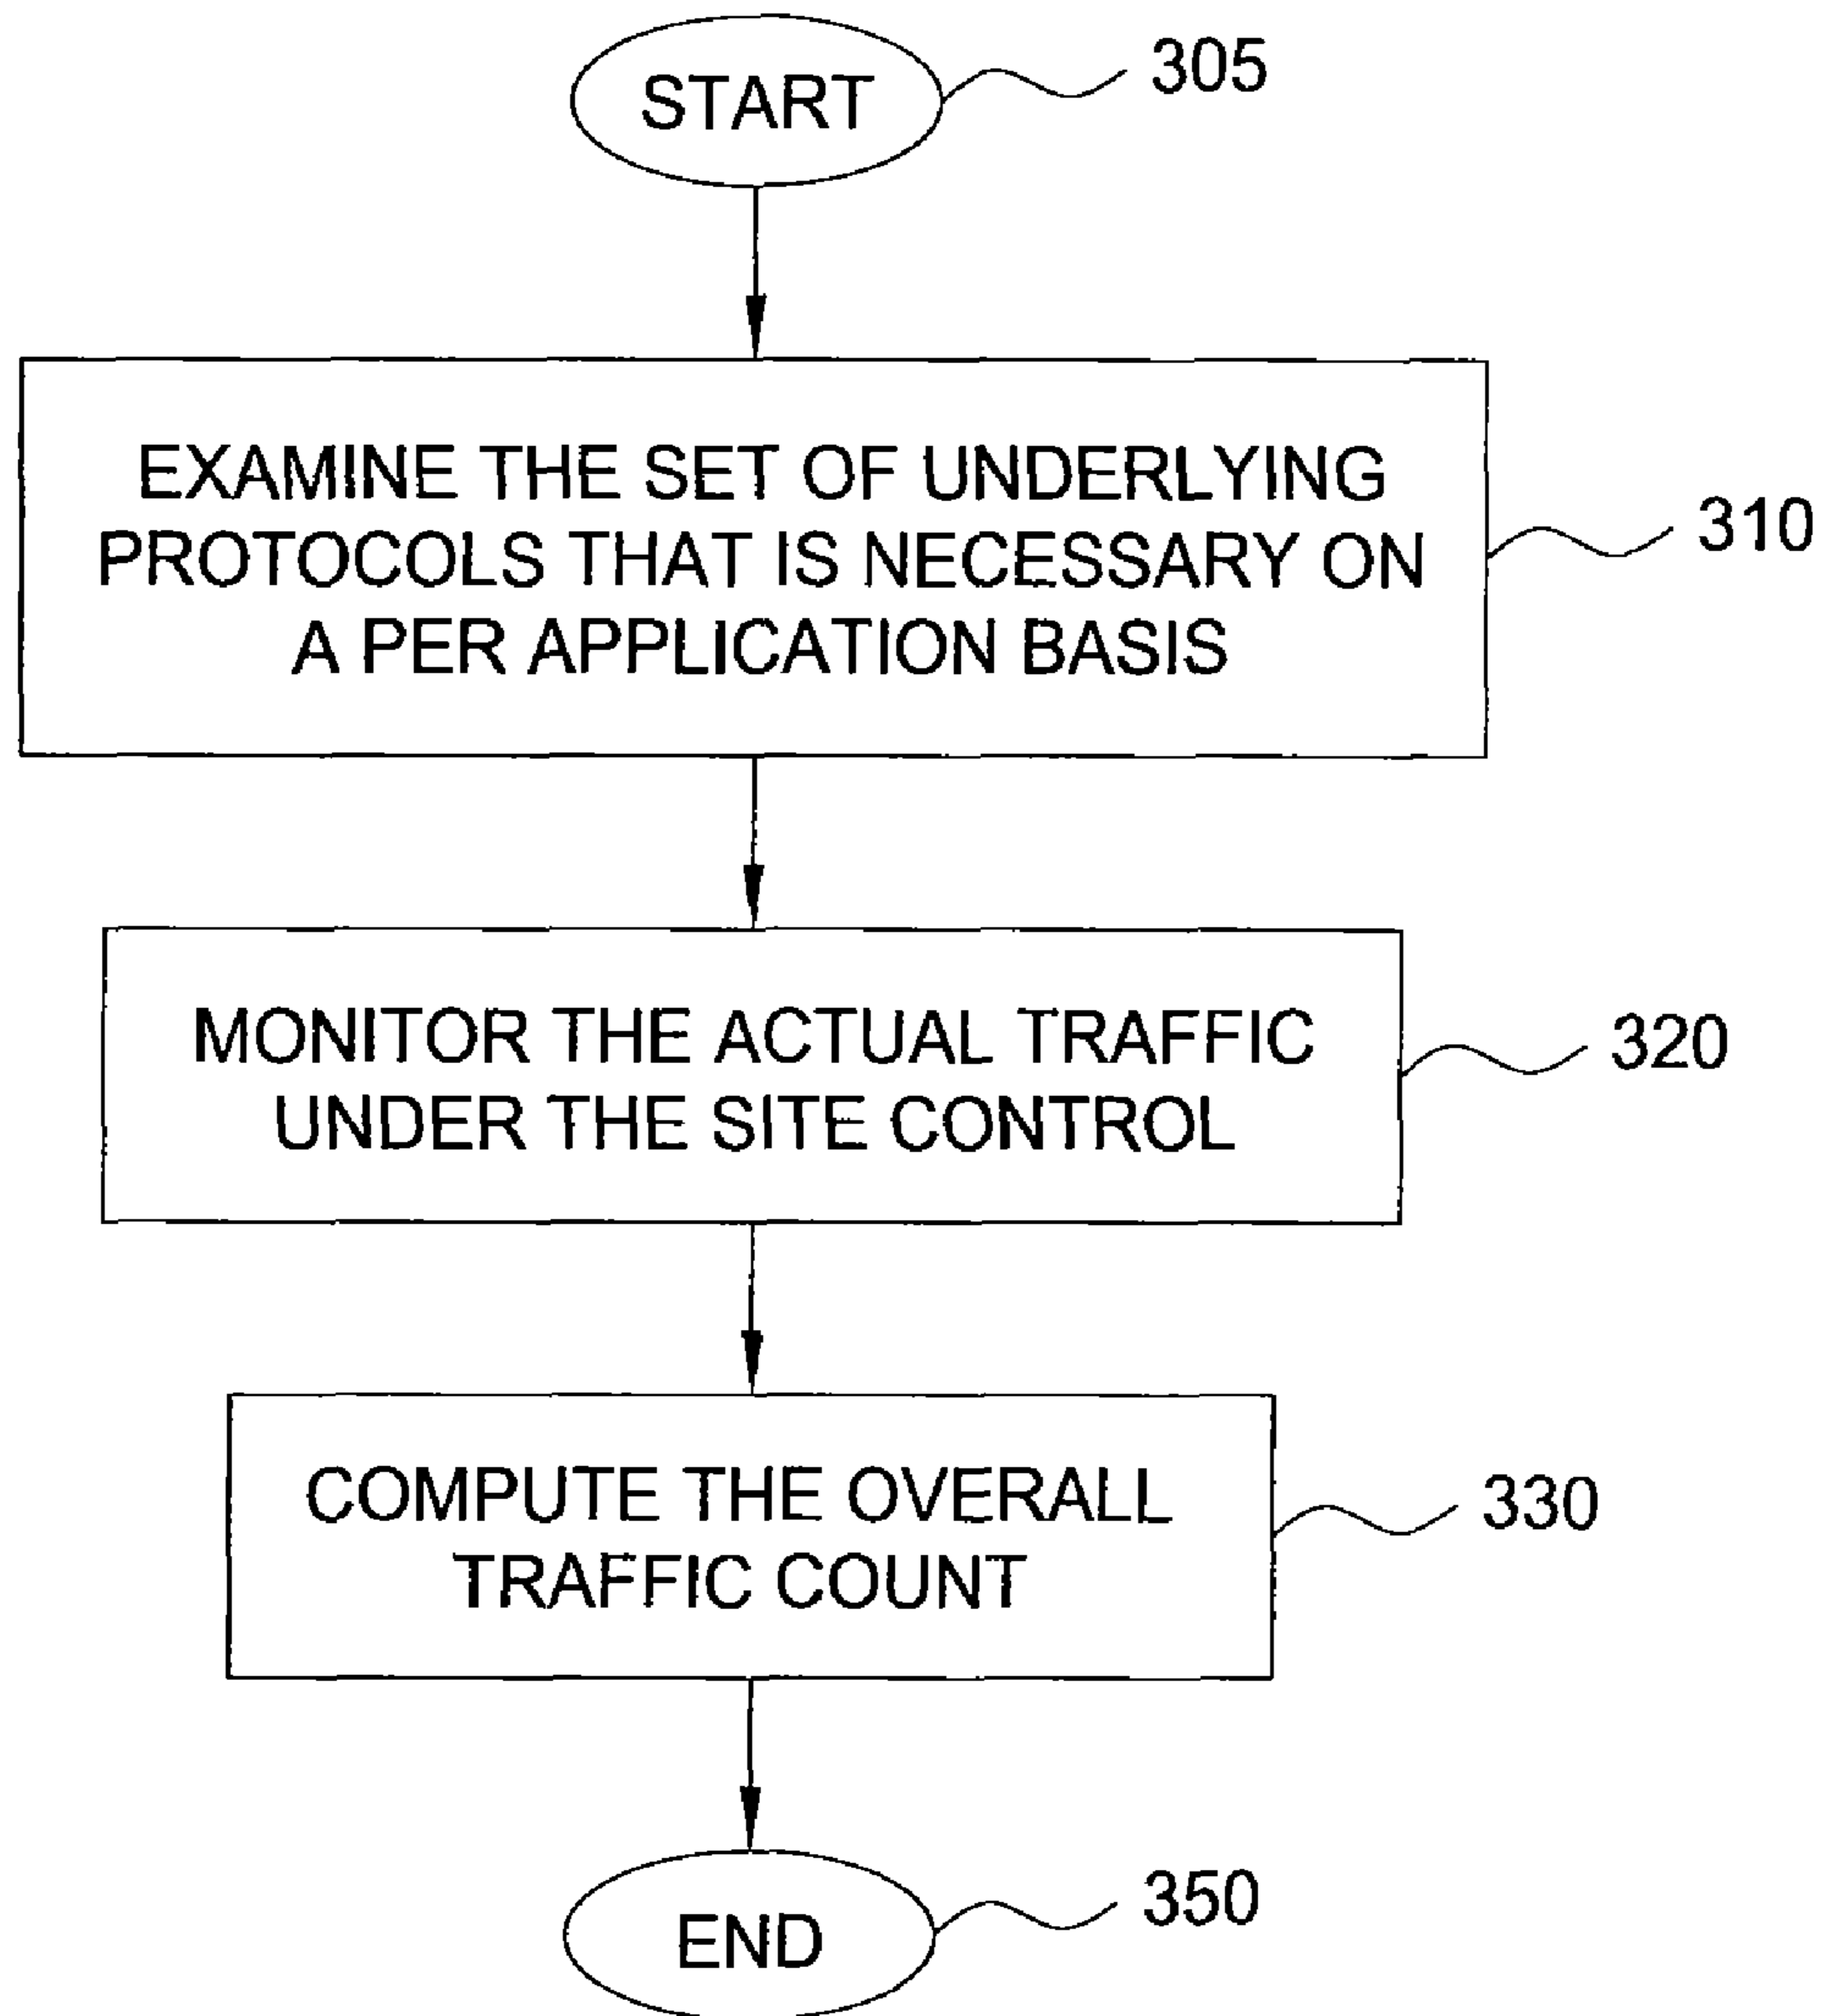 START
305
EXAMINE THE SET OF UNDERLYING
PROTOCOLS THAT IS NECESSARY ON
A PER APPLICATION BASIS
310
MONITOR THE ACTUAL TRAFFIC
UNDER THE SITE CONTROL
320
COMPUTE THE OVERALL
TRAFFIC COUNT
330
END
350